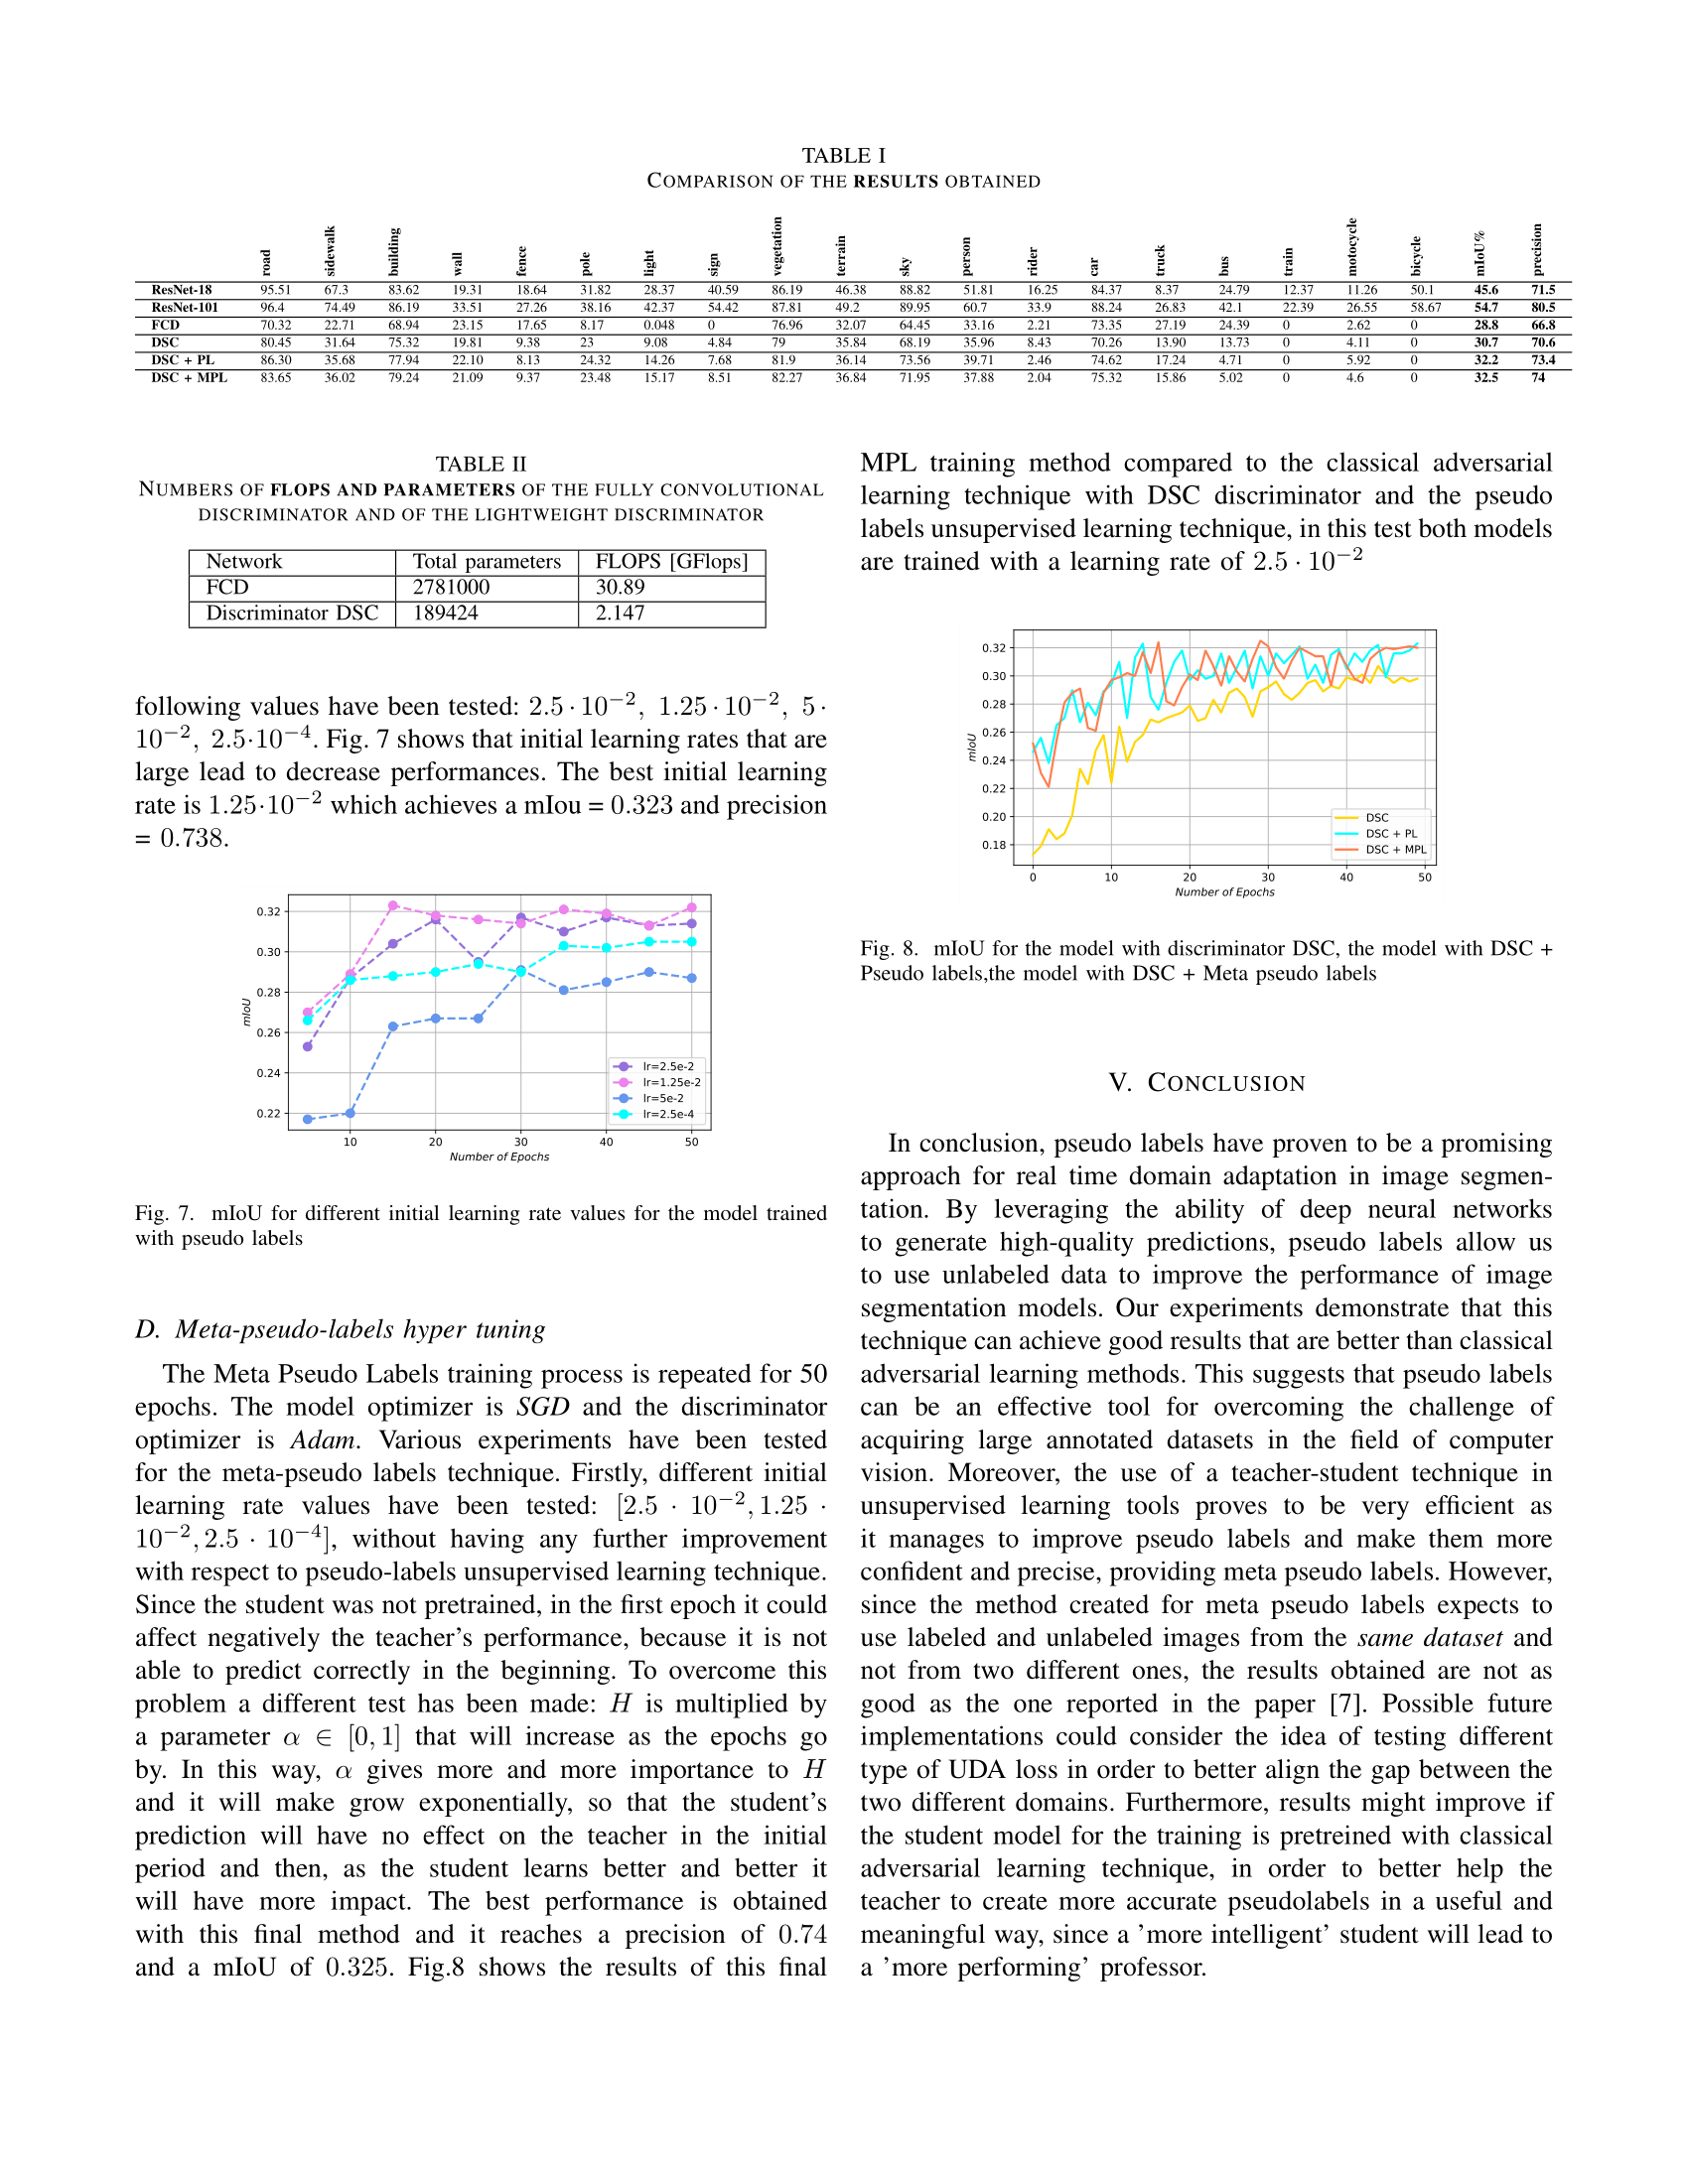 TABLE I
COMPARISON OF THE RESULTS OBTAINED
road sidewalk building wall fence pole light sign vegetation terrain sky person rider car truck bus train motocycle bicycle mIoU% precision
ResNet-18 95.51 67.3 83.62 19.31 18.64 31.82 28.37 40.59 86.19 46.38 88.82 51.81 16.25 84.37 8.37 24.79 12.37 11.26 50.1 45.6 71.5
ResNet-101 96.4 74.49 86.19 33.51 27.26 38.16 42.37 54.42 87.81 49.2 89.95 60.7 33.9 88.24 26.83 42.1 22.39 26.55 58.67 54.7 80.5
FCD 70.32 22.71 68.94 23.15 17.65 8.17 0.048 0 76.96 32.07 64.45 33.16 2.21 73.35 27.19 24.39 0 2.62 0 28.8 66.8
DSC 80.45 31.64 75.32 19.81 9.38 23 9.08 4.84 79 35.84 68.19 35.96 8.43 70.26 13.90 13.73 0 4.11 0 30.7 70.6
DSC + PL 86.30 35.68 77.94 22.10 8.13 24.32 14.26 7.68 81.9 36.14 73.56 39.71 2.46 74.62 17.24 4.71 0 5.92 0 32.2 73.4
DSC + MPL 83.65 36.02 79.24 21.09 9.37 23.48 15.17 8.51 82.27 36.84 71.95 37.88 2.04 75.32 15.86 5.02 0 4.6 0 32.5 74
TABLE II
NUMBERS OF FLOPS AND PARAMETERS OF THE FULLY CONVOLUTIONAL
DISCRIMINATOR AND OF THE LIGHTWEIGHT DISCRIMINATOR
Network Total parameters FLOPS [GFlops]
FCD 2781000 30.89
Discriminator DSC 189424 2.147
following values have been tested: 2.5 · 10⁻², 1.25 · 10⁻², 5 ·
10⁻², 2.5·10⁻⁴. Fig. 7 shows that initial learning rates that are
large lead to decrease performances. The best initial learning
rate is 1.25·10⁻² which achieves a mIou = 0.323 and precision
= 0.738.
0.32
0.30
0.28
0.26
0.24
0.22
mIoU
lr=2.5e-2
lr=1.25e-2
lr=5e-2
lr=2.5e-4
10 20 30 40 50
Number of Epochs
Fig. 7. mIoU for different initial learning rate values for the model trained
with pseudo labels
D. Meta-pseudo-labels hyper tuning
The Meta Pseudo Labels training process is repeated for 50
epochs. The model optimizer is SGD and the discriminator
optimizer is Adam. Various experiments have been tested
for the meta-pseudo labels technique. Firstly, different initial
learning rate values have been tested: [2.5 · 10⁻², 1.25 ·
10⁻², 2.5 · 10⁻⁴], without having any further improvement
with respect to pseudo-labels unsupervised learning technique.
Since the student was not pretrained, in the first epoch it could
affect negatively the teacher's performance, because it is not
able to predict correctly in the beginning. To overcome this
problem a different test has been made: H is multiplied by
a parameter α ∈ [0, 1] that will increase as the epochs go
by. In this way, α gives more and more importance to H
and it will make grow exponentially, so that the student's
prediction will have no effect on the teacher in the initial
period and then, as the student learns better and better it
will have more impact. The best performance is obtained
with this final method and it reaches a precision of 0.74
and a mIoU of 0.325. Fig.8 shows the results of this final
MPL training method compared to the classical adversarial
learning technique with DSC discriminator and the pseudo
labels unsupervised learning technique, in this test both models
are trained with a learning rate of 2.5 · 10⁻²
0.32
0.30
0.28
0.26
0.24
0.22
0.20
0.18
mIoU
DSC
DSC + PL
DSC + MPL
0 10 20 30 40 50
Number of Epochs
Fig. 8. mIoU for the model with discriminator DSC, the model with DSC +
Pseudo labels,the model with DSC + Meta pseudo labels
V. CONCLUSION
In conclusion, pseudo labels have proven to be a promising
approach for real time domain adaptation in image segmen-
tation. By leveraging the ability of deep neural networks
to generate high-quality predictions, pseudo labels allow us
to use unlabeled data to improve the performance of image
segmentation models. Our experiments demonstrate that this
technique can achieve good results that are better than classical
adversarial learning methods. This suggests that pseudo labels
can be an effective tool for overcoming the challenge of
acquiring large annotated datasets in the field of computer
vision. Moreover, the use of a teacher-student technique in
unsupervised learning tools proves to be very efficient as
it manages to improve pseudo labels and make them more
confident and precise, providing meta pseudo labels. However,
since the method created for meta pseudo labels expects to
use labeled and unlabeled images from the same dataset and
not from two different ones, the results obtained are not as
good as the one reported in the paper [7]. Possible future
implementations could consider the idea of testing different
type of UDA loss in order to better align the gap between the
two different domains. Furthermore, results might improve if
the student model for the training is pretreined with classical
adversarial learning technique, in order to better help the
teacher to create more accurate pseudolabels in a useful and
meaningful way, since a 'more intelligent' student will lead to
a 'more performing' professor.